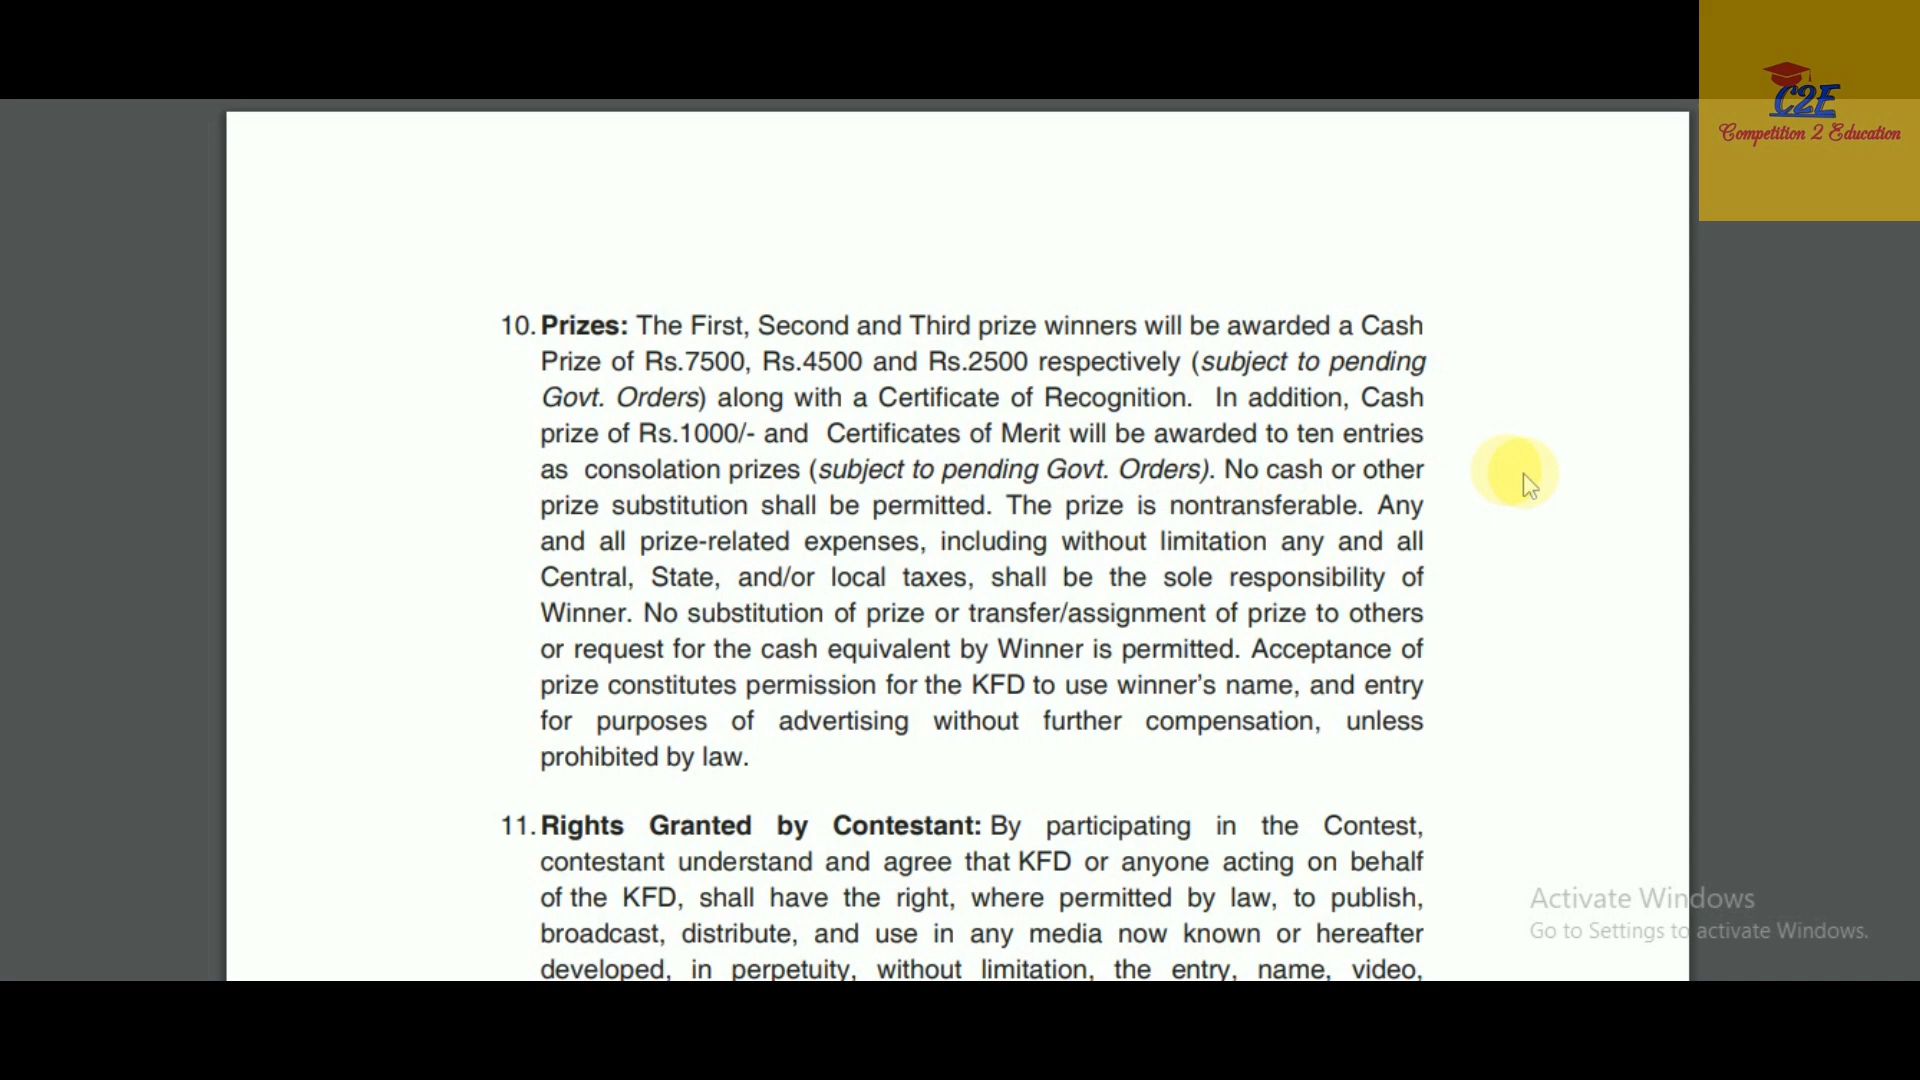 C2E
Competition 2 Education
10. Prizes: The First, Second and Third prize winners will be awarded a Cash
Prize of Rs.7500, Rs.4500 and Rs.2500 respectively (subject to pending
Govt. Orders) along with a Certificate of Recognition. In addition, Cash
prize of Rs.1000/- and Certificates of Merit will be awarded to ten entries
as consolation prizes (subject to pending Govt. Orders). No cash or other
prize substitution shall be permitted. The prize is nontransferable. Any
and all prize-related expenses, including without limitation any and all
Central, State, and/or local taxes, shall be the sole responsibility of
Winner. No substitution of prize or transfer/assignment of prize to others
or request for the cash equivalent by Winner is permitted. Acceptance of
prize constitutes permission for the KFD to use winner’s name, and entry
for purposes of advertising without further compensation, unless
prohibited by law.
11. Rights Granted by Contestant: By participating in the Contest,
contestant understand and agree that KFD or anyone acting on behalf
of the KFD, shall have the right, where permitted by law, to publish,
broadcast, distribute, and use in any media now known or hereafter
developed, in perpetuity, without limitation, the entry, name, video,
Activate Windows
Go to Settings to activate Windows.